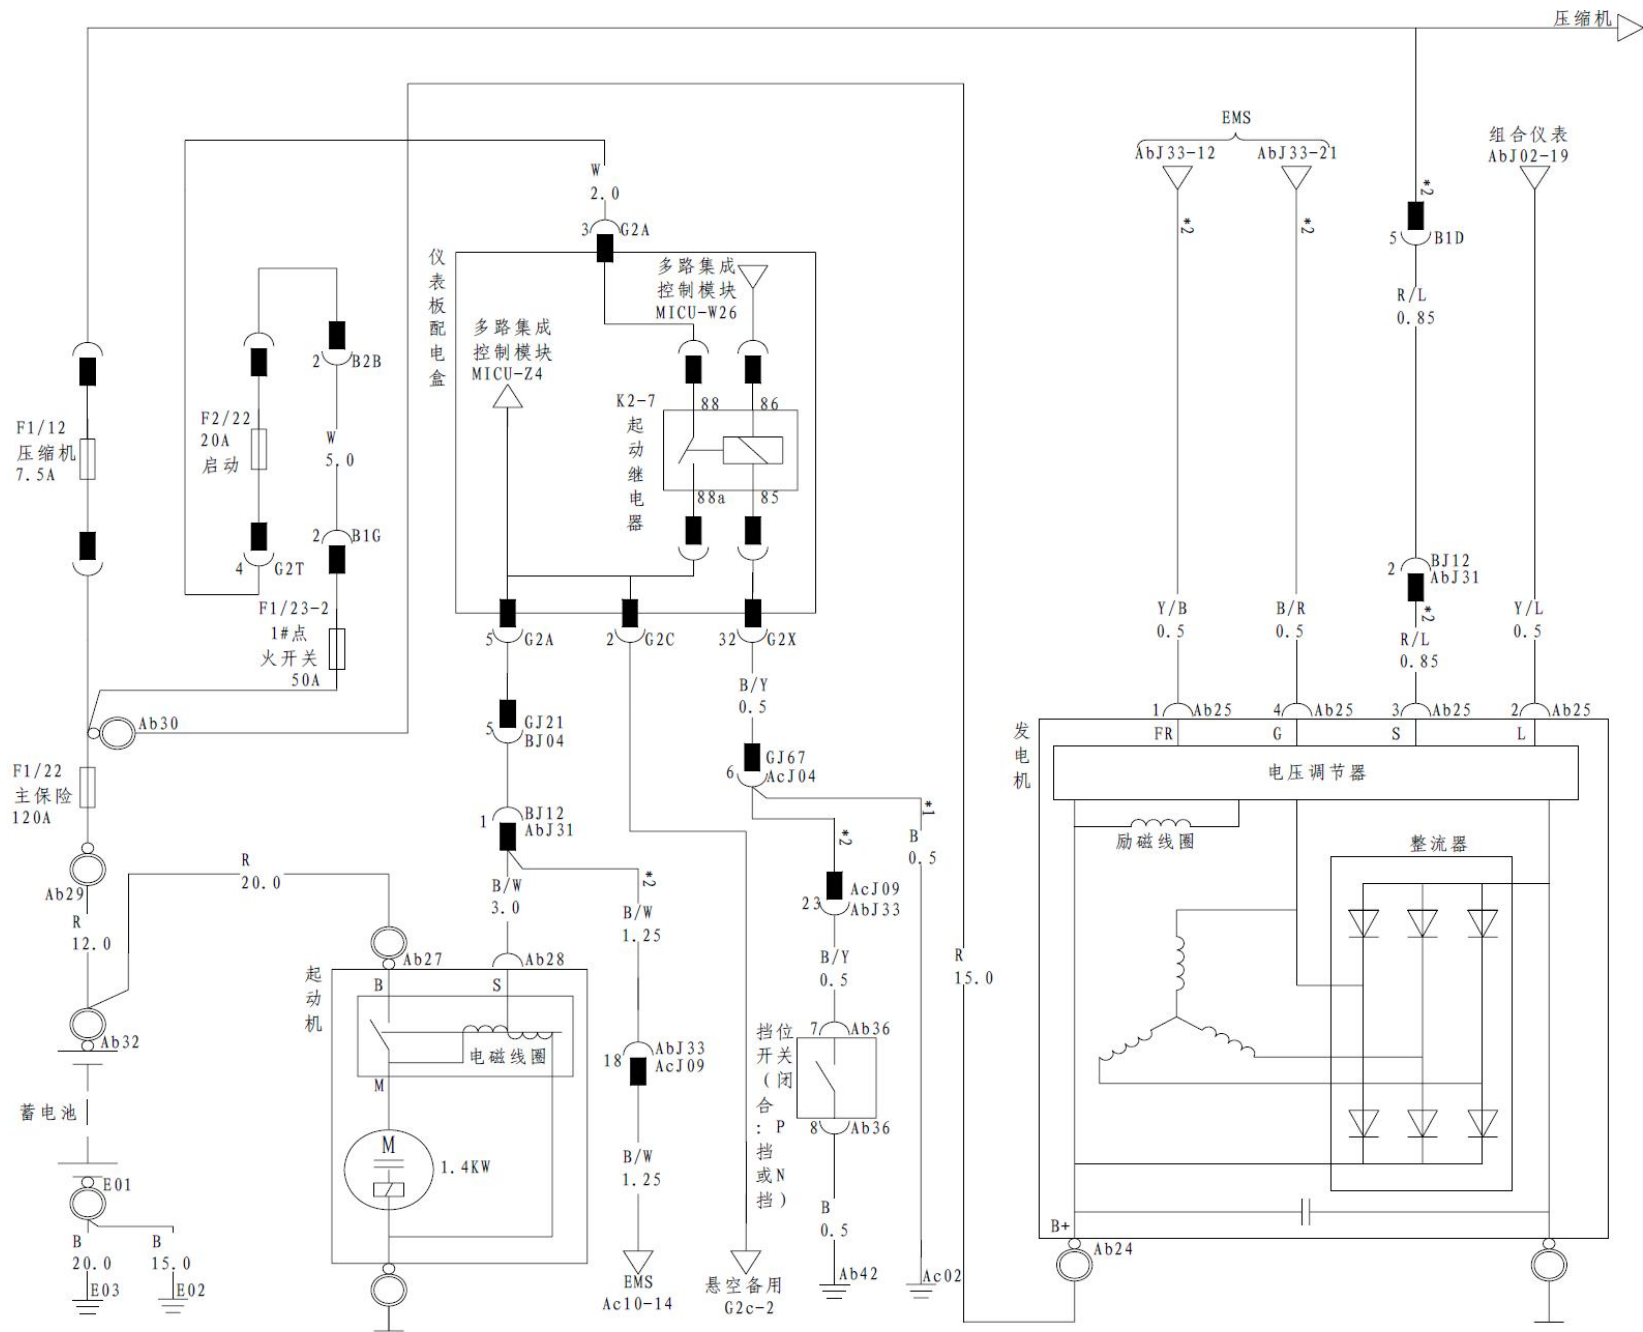 压缩机
EMS
AbJ33-12
AbJ33-21
组合仪表
AbJ02-19
*2
*2
*2
W
2.0
3
G2A
5
B1D
仪表板配电盒
多路集成
控制模块
MICU-W26
多路集成
控制模块
MICU-Z4
R/L
0.85
2
B2B
F1/12
压缩机
7.5A
F2/22
20A
启动
W
5.0
K2-7
起动继电器
88
86
88a
85
2
B1G
4
G2T
2
BJ12
AbJ31
*2
F1/23-2
1#点
火开关
50A
5
G2A
2
G2C
32
G2X
Y/B
0.5
B/R
0.5
R/L
0.85
Y/L
0.5
B/Y
0.5
Ab30
5
GJ21
BJ04
1
Ab25
4
Ab25
3
Ab25
2
Ab25
发电机
FR
G
S
L
电压调节器
F1/22
主保险
120A
6
GJ67
AcJ04
1
BJ12
AbJ31
*1
B
0.5
*2
励磁线圈
整流器
Ab29
R
20.0
B/W
3.0
*2
B/W
1.25
23
AcJ09
AbJ33
R
12.0
Ab27
Ab28
起动机
B
S
电磁线圈
M
B/Y
0.5
R
15.0
Ab32
18
AbJ33
AcJ09
挡位
开关
(闭
合
:P
挡
或N
挡)
7
Ab36
8
Ab36
蓄电池
M
1.4KW
B/W
1.25
E01
B
20.0
B
15.0
B
0.5
B+
Ab24
E03
E02
EMS
Ac10-14
悬空备用
G2c-2
Ab42
Ac02